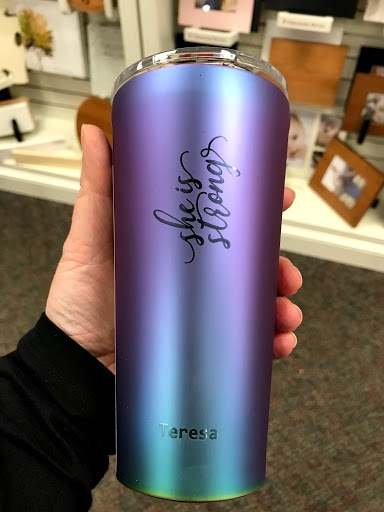 she is
strong
Teresa